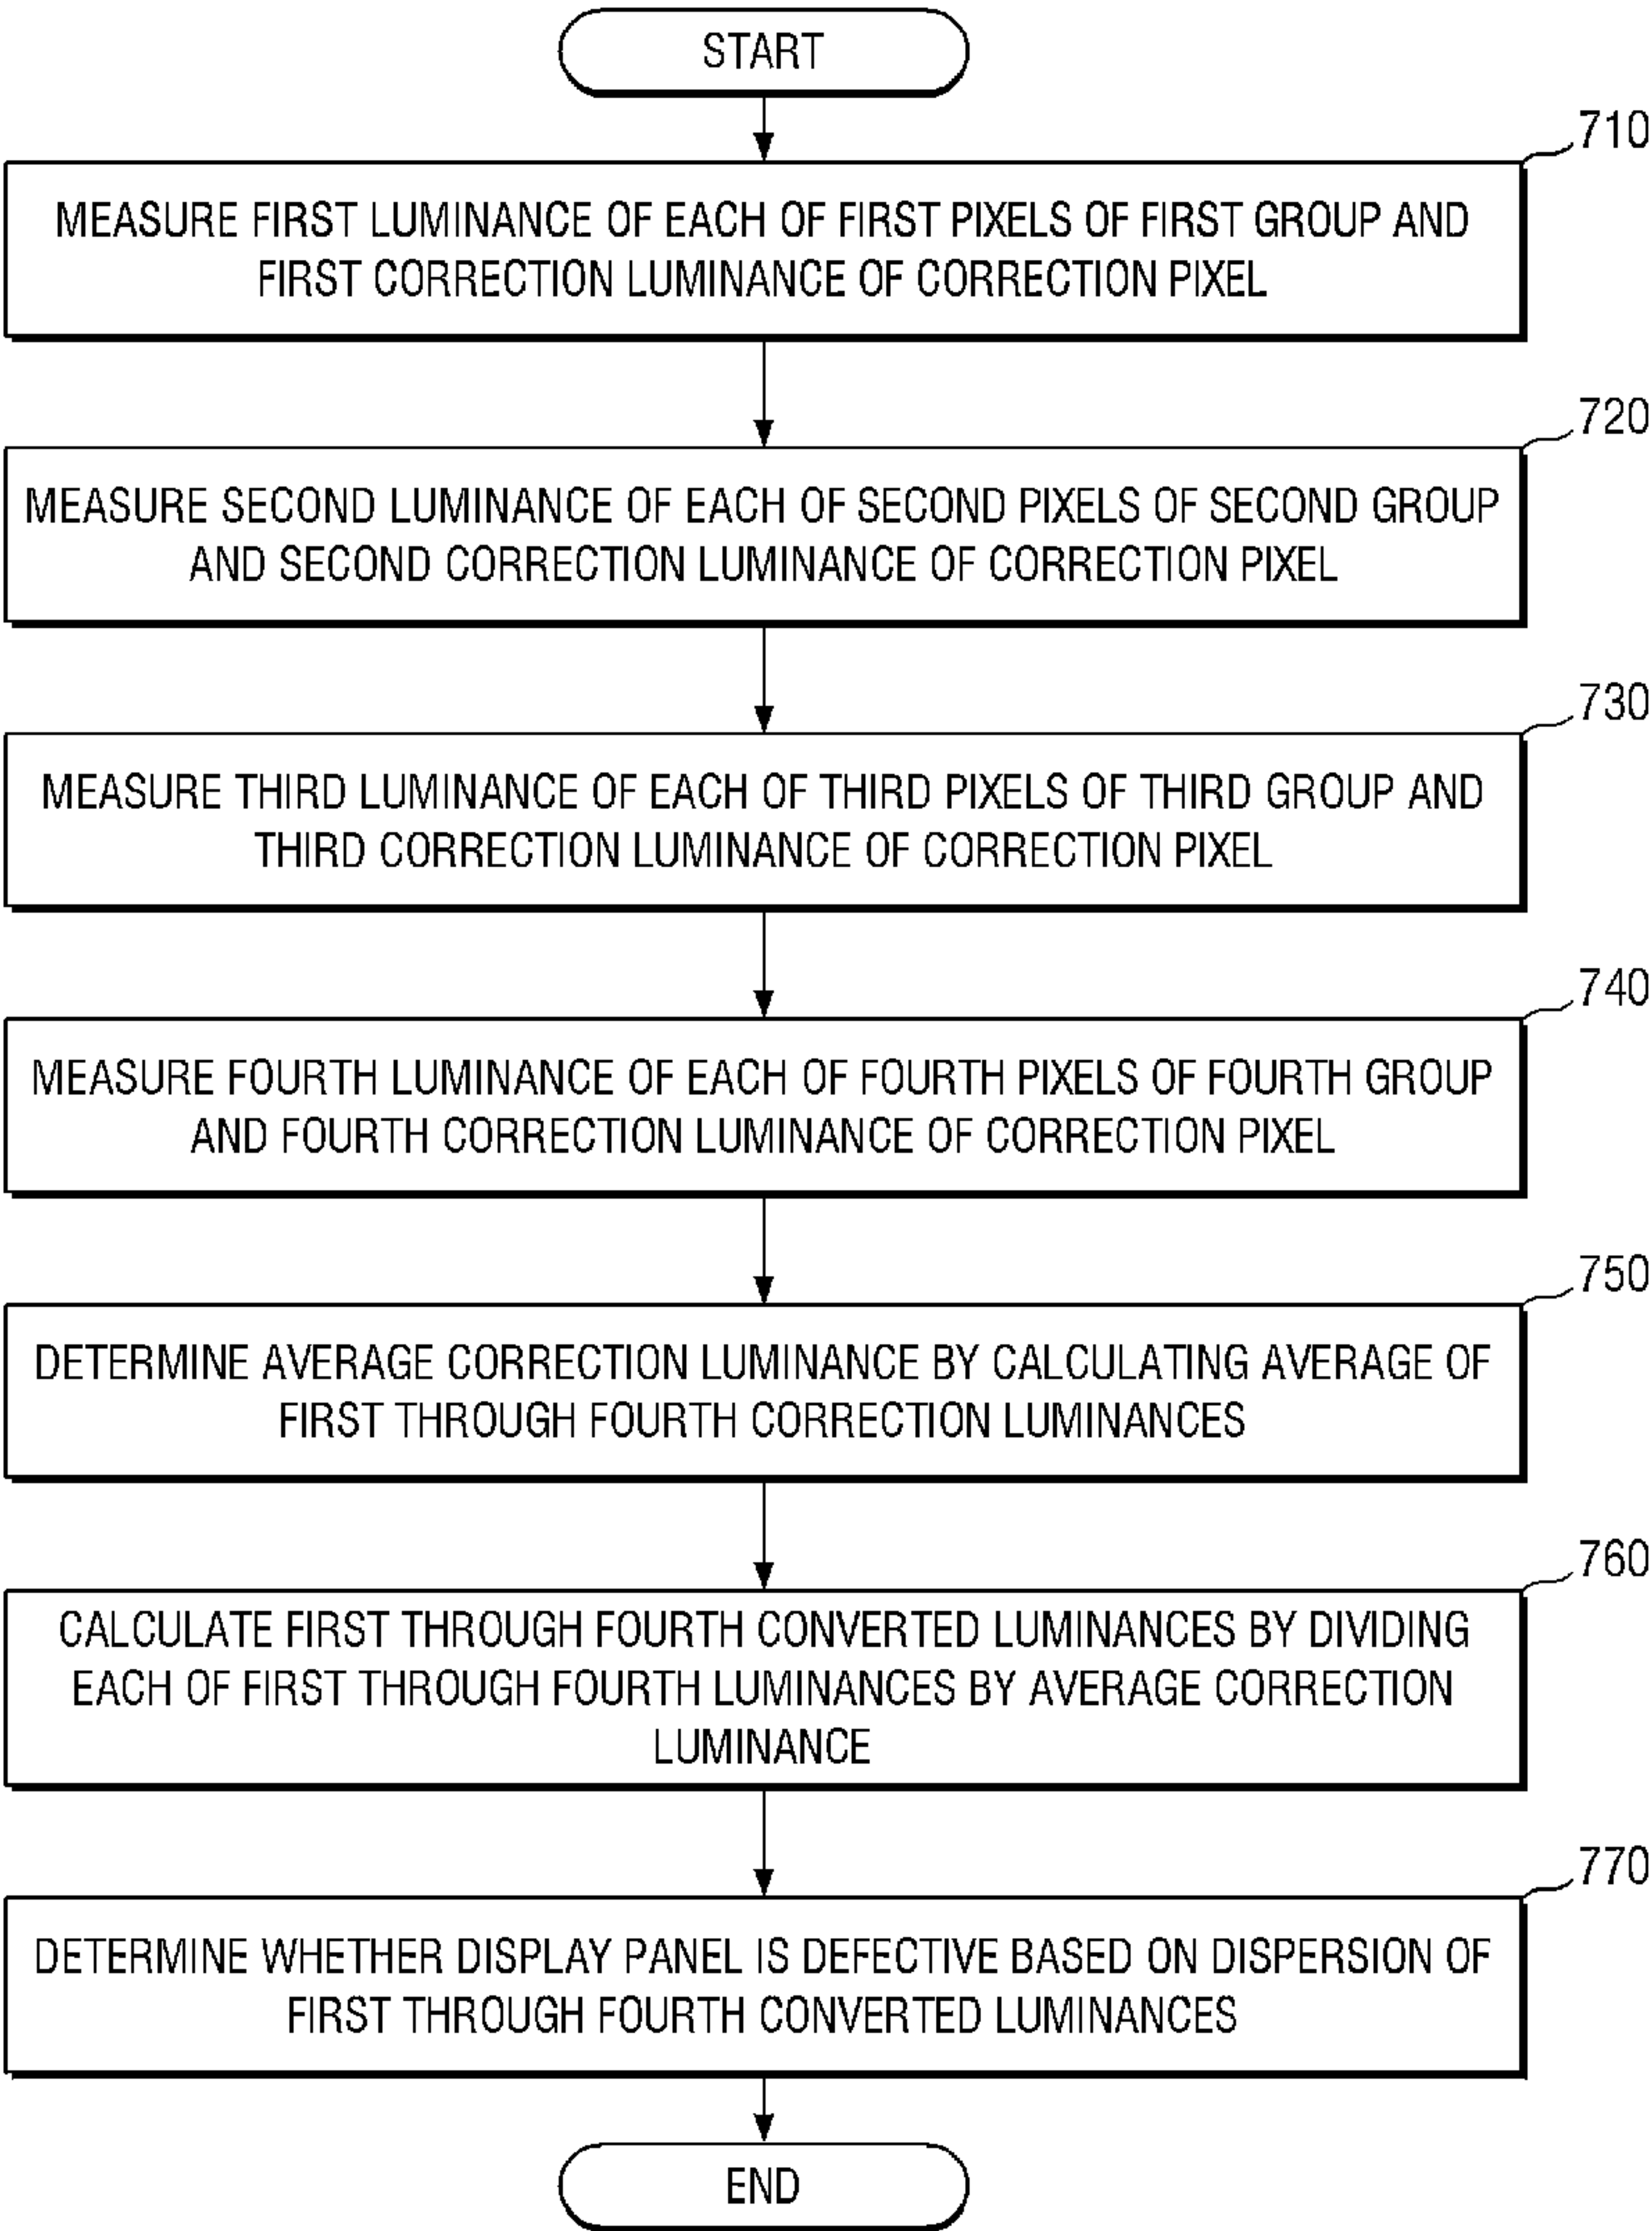 START
710
MEASURE FIRST LUMINANCE OF EACH OF FIRST PIXELS OF FIRST GROUP AND
FIRST CORRECTION LUMINANCE OF CORRECTION PIXEL
720
MEASURE SECOND LUMINANCE OF EACH OF SECOND PIXELS OF SECOND GROUP
AND SECOND CORRECTION LUMINANCE OF CORRECTION PIXEL
730
MEASURE THIRD LUMINANCE OF EACH OF THIRD PIXELS OF THIRD GROUP AND
THIRD CORRECTION LUMINANCE OF CORRECTION PIXEL
740
MEASURE FOURTH LUMINANCE OF EACH OF FOURTH PIXELS OF FOURTH GROUP
AND FOURTH CORRECTION LUMINANCE OF CORRECTION PIXEL
750
DETERMINE AVERAGE CORRECTION LUMINANCE BY CALCULATING AVERAGE OF
FIRST THROUGH FOURTH CORRECTION LUMINANCES
760
CALCULATE FIRST THROUGH FOURTH CONVERTED LUMINANCES BY DIVIDING
EACH OF FIRST THROUGH FOURTH LUMINANCES BY AVERAGE CORRECTION
LUMINANCE
770
DETERMINE WHETHER DISPLAY PANEL IS DEFECTIVE BASED ON DISPERSION OF
FIRST THROUGH FOURTH CONVERTED LUMINANCES
END